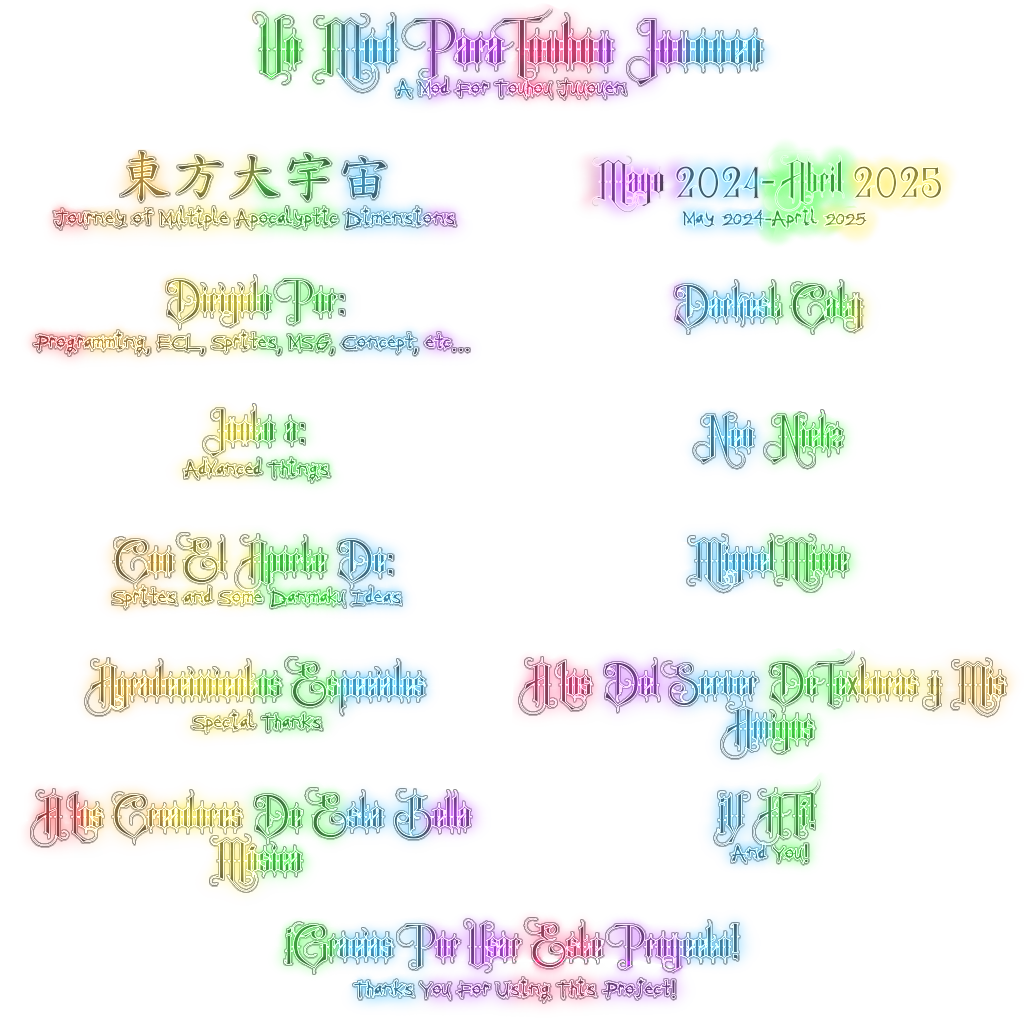 Un Mod Para Touhou Juuouen
A Mod For Touhou Juuouen
東方大宇宙
Journey of Multiple Apocalyptic Dimensions
Mayo 2024-Abril 2025
May 2024-April 2025
Dirigido Por:
Programming, ECL, Sprites, MSG, Concept, etc...
Darkest Caty
Junto a:
Advanced Things
Neo Nickz
Con El Aporte De:
Sprites and Some Danmaku Ideas
Miguel Mime
Agradecimientos Especiales
Special Thanks
A Los Del Server De Texturas y Mis
Amigos
A Los Creadores De Esta Bella
Música
¡Y A Ti!
And You!
¡Gracias Por Usar Este Proyecto!
Thanks You For Using This Project!